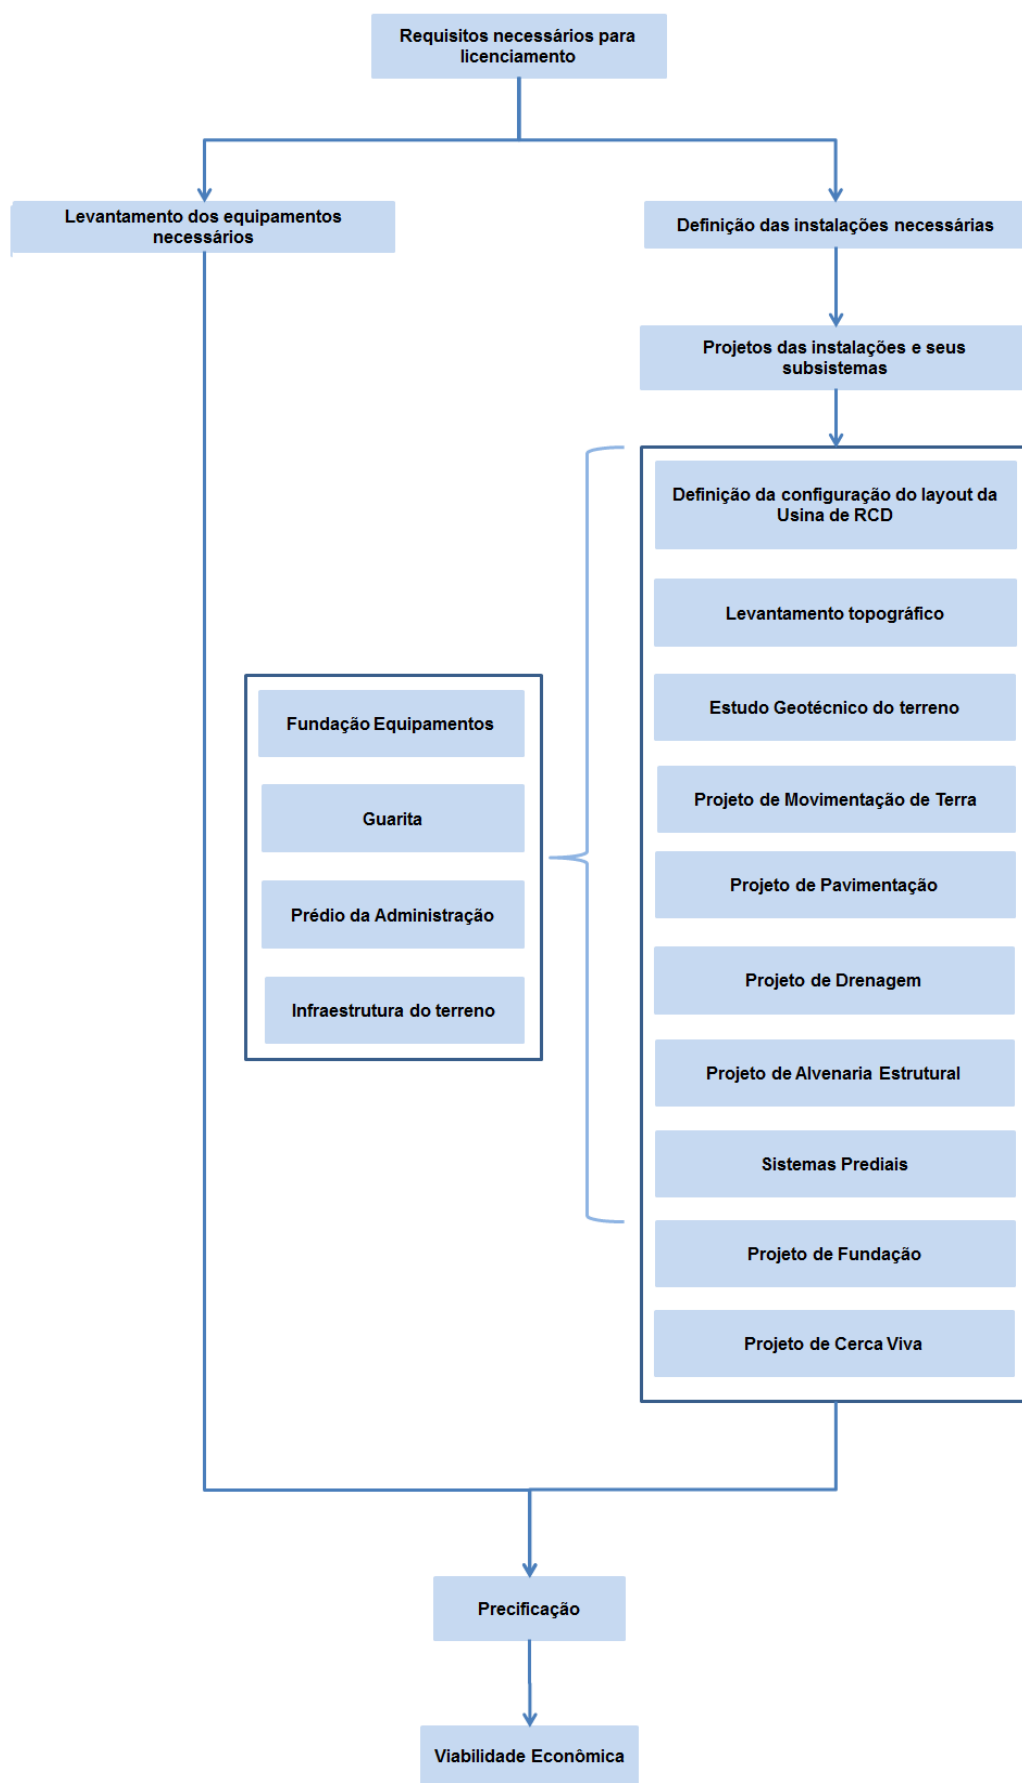 Requisitos necessários para
licenciamento
Levantamento dos equipamentos
necessários
Definição das instalações necessárias
Projetos das instalações e seus
subsistemas
Definição da configuração do layout da
Usina de RCD
Levantamento topográfico
Estudo Geotécnico do terreno
Projeto de Movimentação de Terra
Projeto de Pavimentação
Projeto de Drenagem
Projeto de Alvenaria Estrutural
Sistemas Prediais
Projeto de Fundação
Projeto de Cerca Viva
Fundação Equipamentos
Guarita
Prédio da Administração
Infraestrutura do terreno
Precificação
Viabilidade Econômica